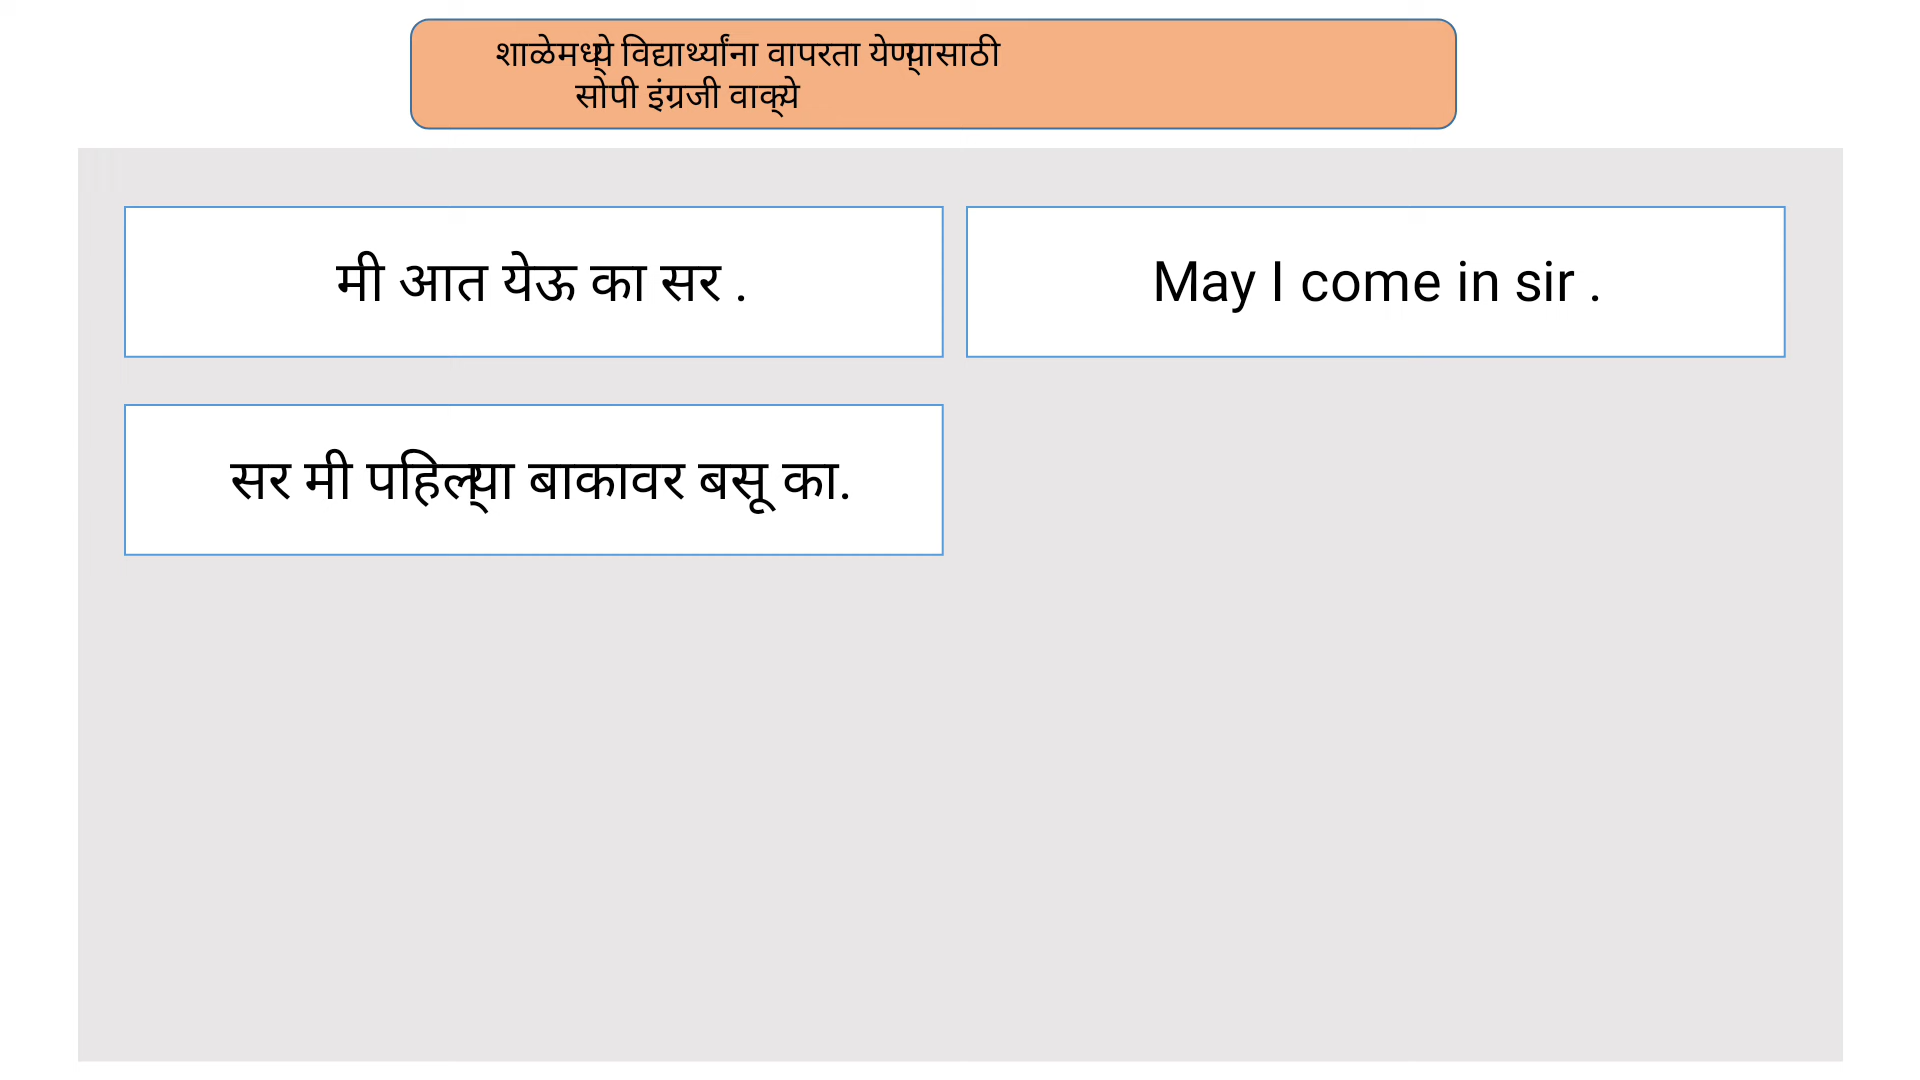 शाळेमध्ये विद्यार्थ्यांना वापरता येण्यासाठी
सोपी इंग्रजी वाक्ये
मी आत येऊ का सर .
May I come in sir .
सर मी पहिल्या बाकावर बसू का.